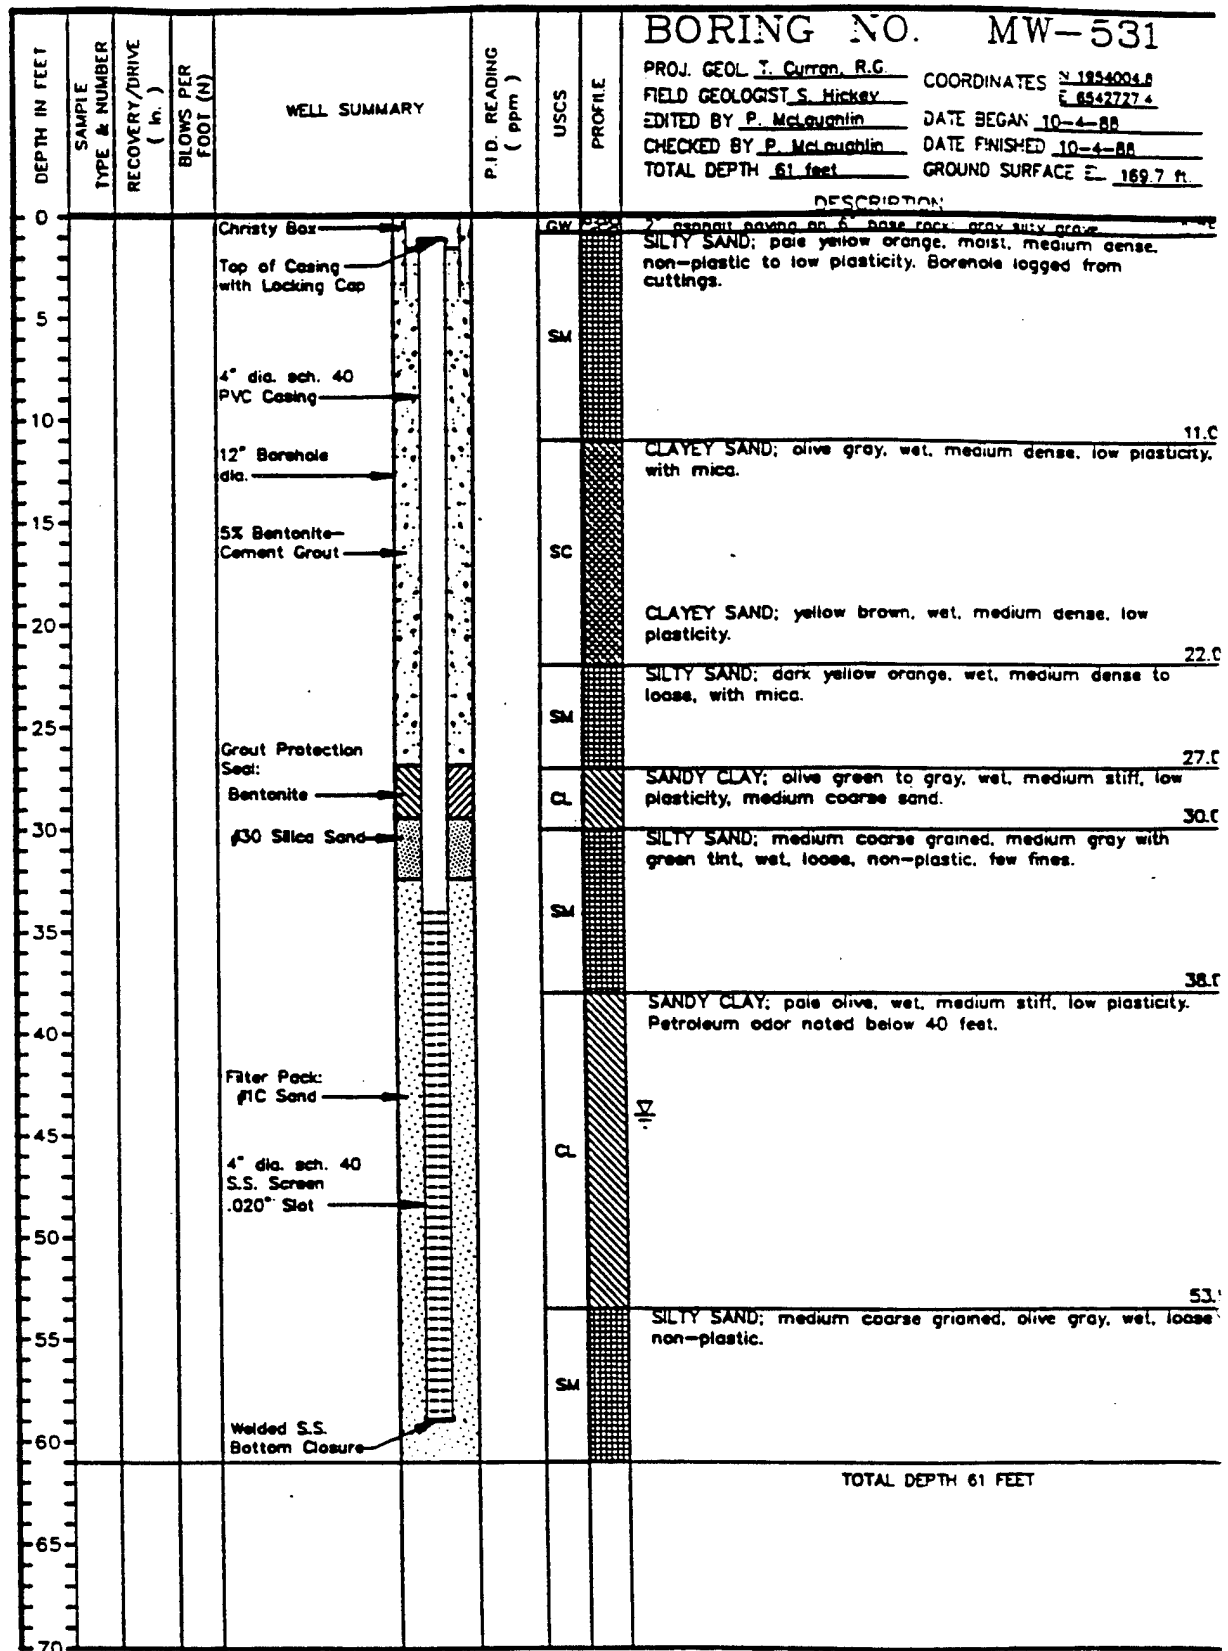 BORING NO. MW-531
PROJ. GEOL. T. Curran, R.G.
FIELD GEOLOGIST S. Hickey
EDITED BY P. McLaughlin
CHECKED BY P. McLaughlin
TOTAL DEPTH 61 feet
COORDINATES N 1954004.8
E 6542727.4
DATE BEGAN 10-4-88
DATE FINISHED 10-4-88
GROUND SURFACE EL. 169.7 ft.
DEPTH IN FEET
SAMPLE
TYPE & NUMBER
RECOVERY/DRIVE
( in. )
BLOWS PER
FOOT (N)
WELL SUMMARY
P.I.D. READING
( ppm )
USCS
PROFILE
DESCRIPTION
0
5
10
15
20
25
30
35
40
45
50
55
60
65
70
Christy Box
Top of Casing
with Locking Cap
4" dia. sch. 40
PVC Casing
12" Borehole
dia.
5% Bentonite-
Cement Grout
Grout Protection
Seal:
Bentonite
#30 Silica Sand
Filter Pack:
#1C Sand
4" dia. sch. 40
S.S. Screen
.020" Slot
Welded S.S.
Bottom Closure
GW
SM
SC
SM
CL
SM
CL
SM
2" asphalt paving on 6" base rock; gray silty
SILTY SAND; pale yellow orange, moist, medium dense,
non-plastic to low plasticity. Borehole logged from
cuttings.
11.0
CLAYEY SAND; olive gray, wet, medium dense, low plasticity,
with mica.
CLAYEY SAND; yellow brown, wet, medium dense, low
plasticity.
22.0
SILTY SAND; dark yellow orange, wet, medium dense to
loose, with mica.
27.0
SANDY CLAY; olive green to gray, wet, medium stiff, low
plasticity, medium coarse sand.
30.0
SILTY SAND; medium coarse grained, medium gray with
green tint, wet, loose, non-plastic, few fines.
38.0
SANDY CLAY; pale olive, wet, medium stiff, low plasticity.
Petroleum odor noted below 40 feet.
53.
SILTY SAND; medium coarse griained, olive gray, wet, loose
non-plastic.
TOTAL DEPTH 61 FEET